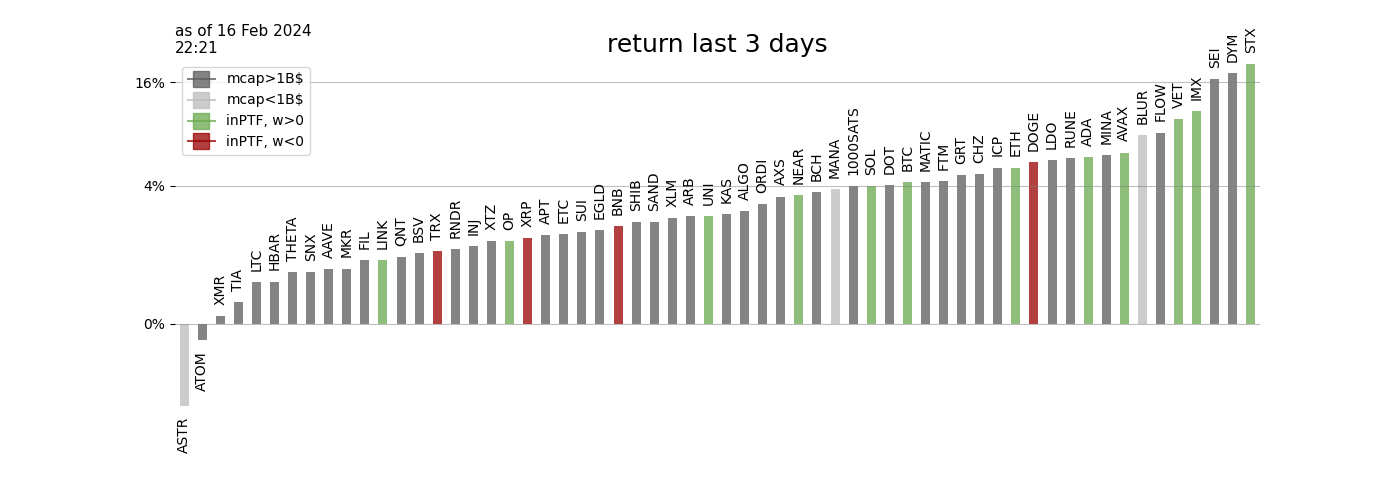 as of 16 Feb 2024
22:21
return last 3 days
mcap>1B$
mcap<1B$
inPTF, w>0
inPTF, w<0
16%
4%
0%
ASTR
ATOM
XMR
TIA
LTC
HBAR
THETA
SNX
AAVE
MKR
FIL
LINK
QNT
BSV
TRX
RNDR
INJ
XTZ
OP
XRP
APT
ETC
SUI
EGLD
BNB
SHIB
SAND
XLM
ARB
UNI
KAS
ALGO
ORDI
AXS
NEAR
BCH
MANA
1000SATS
SOL
DOT
BTC
MATIC
FTM
GRT
CHZ
ICP
ETH
DOGE
LDO
RUNE
ADA
MINA
AVAX
BLUR
FLOW
VET
IMX
SEI
DYM
STX